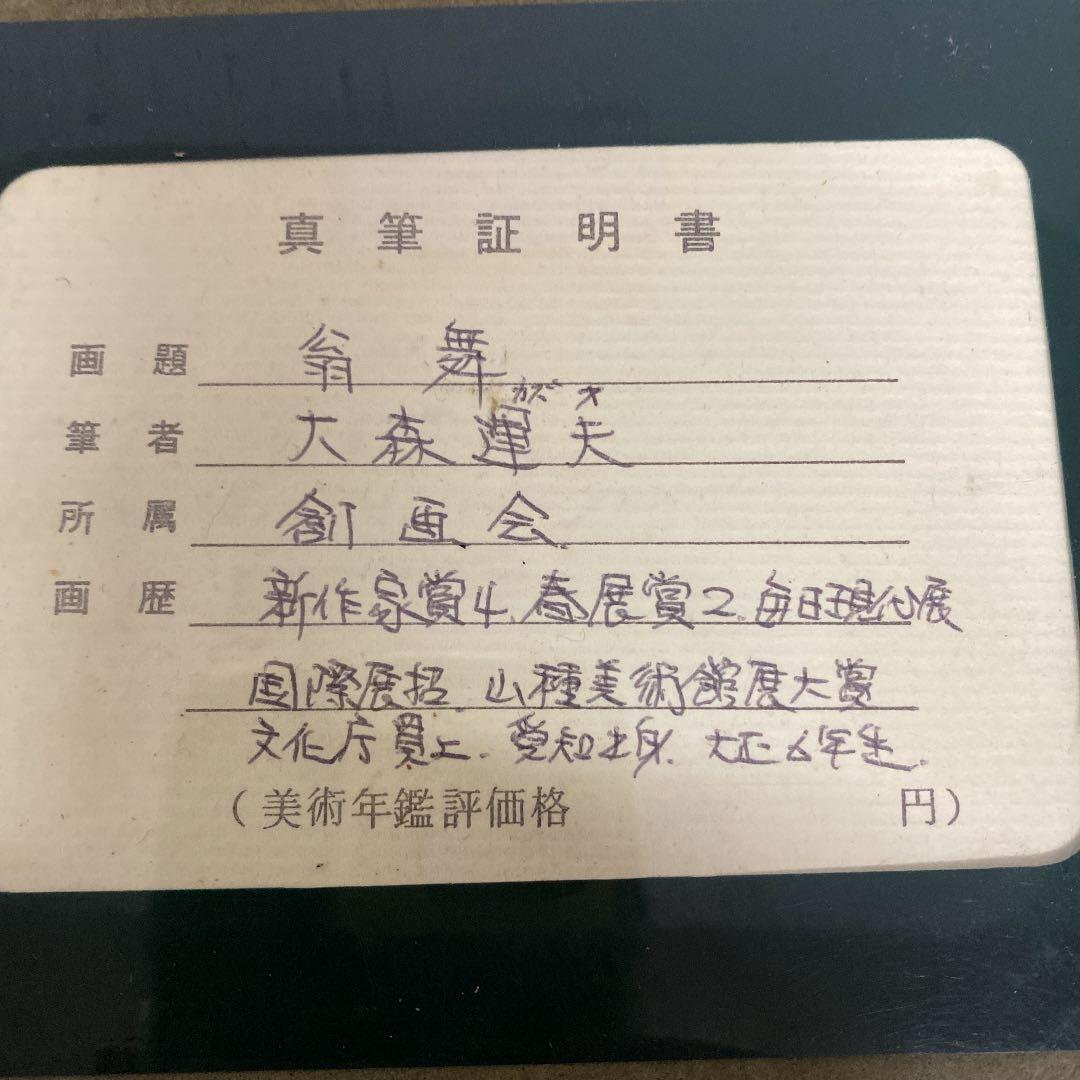 真筆証明書
画題 翁舞
カズ オ
筆者 大森運夫
所属 創画会
画歴 新作家賞4、春展賞2、毎日現代展
国際展招 山種美術館展大賞
文化庁買上、愛知出身、大正6年生.
(美術年鑑評価格 円)